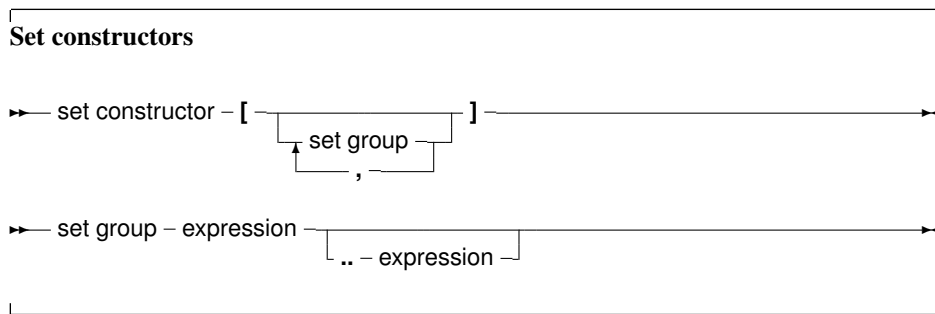 Set constructors
set constructor [ ]
set group
,
set group expression
.. expression